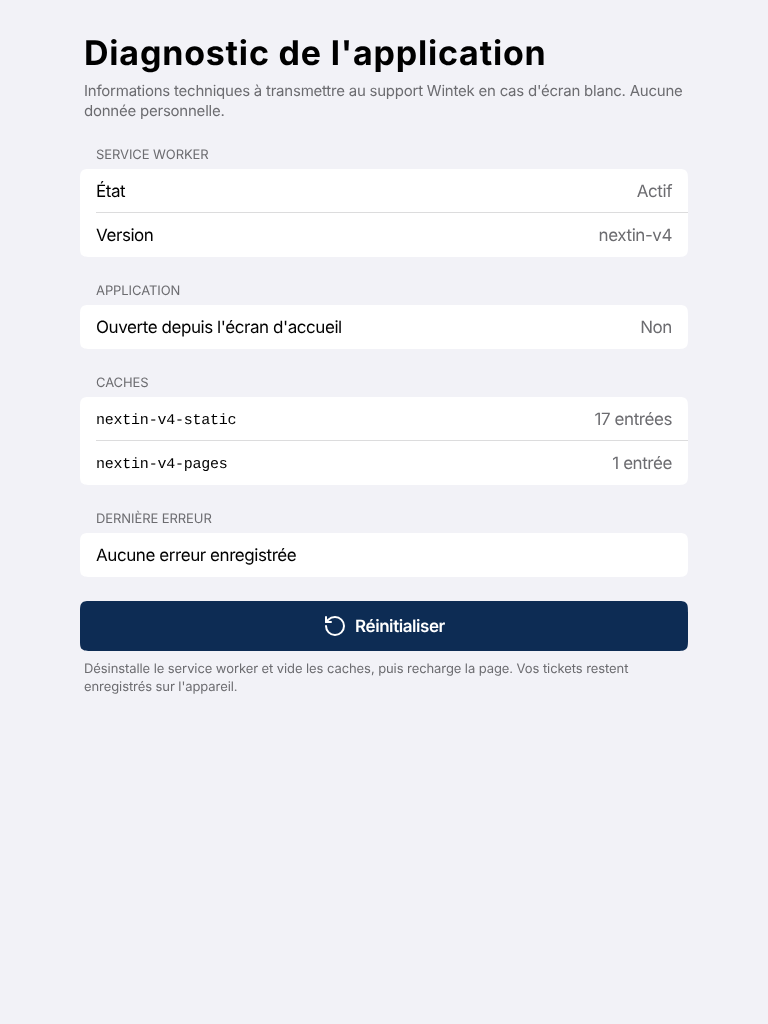 Diagnostic de l'application
Informations techniques à transmettre au support Wintek en cas d'écran blanc. Aucune
donnée personnelle.
SERVICE WORKER
État
Actif
Version
nextin-v4
APPLICATION
Ouverte depuis l'écran d'accueil
Non
CACHES
nextin-v4-static
17 entrées
nextin-v4-pages
1 entrée
DERNIÈRE ERREUR
Aucune erreur enregistrée
Réinitialiser
Désinstalle le service worker et vide les caches, puis recharge la page. Vos tickets restent
enregistrés sur l'appareil.